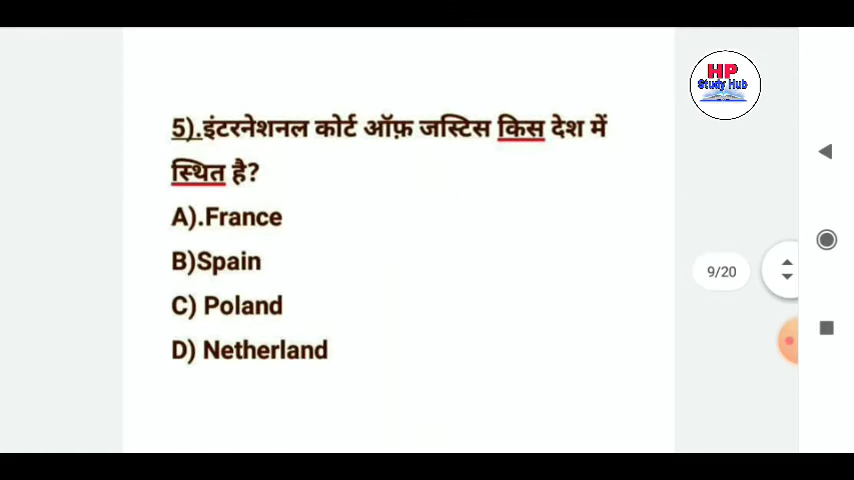 HP
Study Hub
5).इंटरनेशनल कोर्ट ऑफ़ जस्टिस किस देश में
स्थित है?
A).France
B)Spain
C) Poland
D) Netherland
9/20